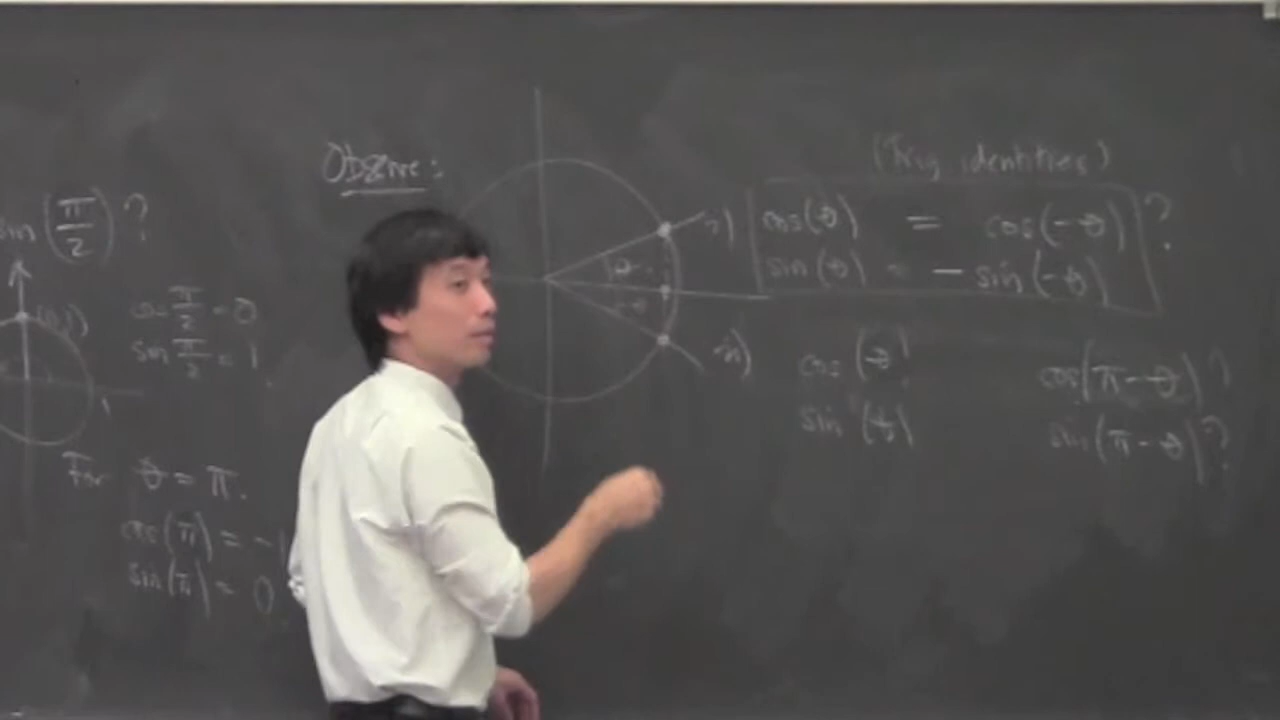 sin(π/2)?
cos π/2 = 0
sin π/2 = 1
For θ = π.
cos(π) = -1
sin(π) = 0
Observe:
(Trig identities)
cos(θ) = cos(-θ) ?
sin(θ) = - sin(-θ)
cos(θ) cos(π-θ)?
sin(θ) sin(π-θ)?